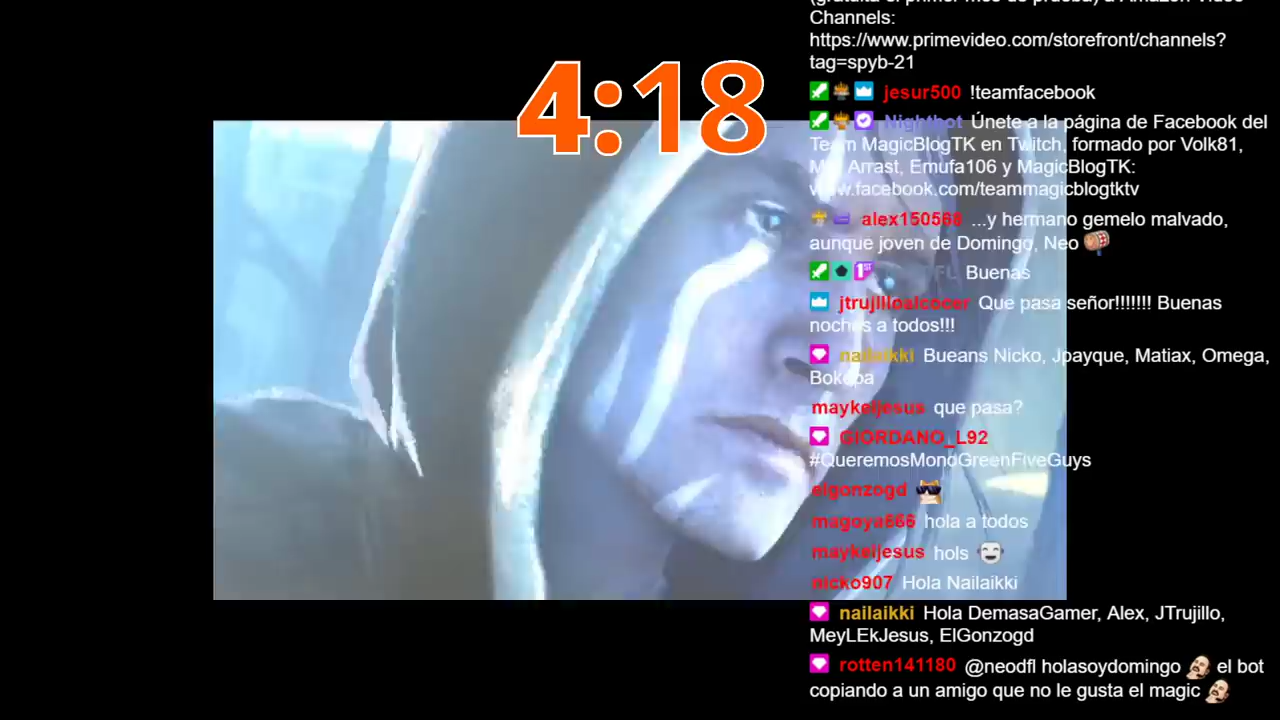 4:18
Channels:
https://www.primevideo.com/storefront/channels?
tag=spyb-21
jesur500 !teamfacebook
Nightbot Únete a la página de Facebook del
Team MagicBlogTK en Twitch, formado por Volk81,
Arrast, Emufa106 y MagicBlogTK:
www.facebook.com/teammagicblogtktv
alex150568 ...y hermano gemelo malvado,
aunque joven de Domingo, Neo
Buenas
jtrujilloalcocer Que pasa señor!!!!!!! Buenas
noches a todos!!!
nailaikki Bueans Nicko, Jpayque, Matiax, Omega,
Bokepa
maykeljesus que pasa?
GIORDANO_L92
#QueremosMonoGreenFiveGuys
elgonzogd
magoya666 hola a todos
maykeljesus hols
nicko907 Hola Nailaikki
nailaikki Hola DemasaGamer, Alex, JTrujillo,
MeyLEkJesus, ElGonzogd
rotten141180 @neodfl holasoydomingo el bot
copiando a un amigo que no le gusta el magic